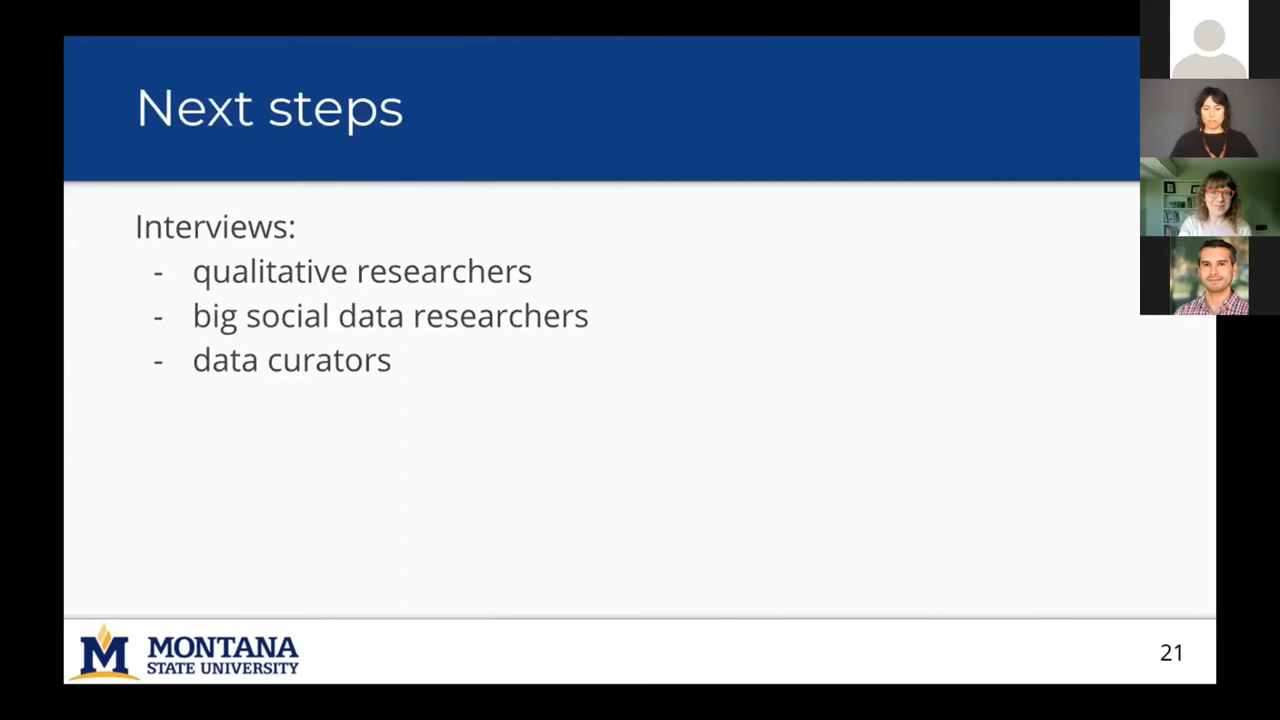 Next steps
Interviews:
- qualitative researchers
- big social data researchers
- data curators
M MONTANA
STATE UNIVERSITY
21